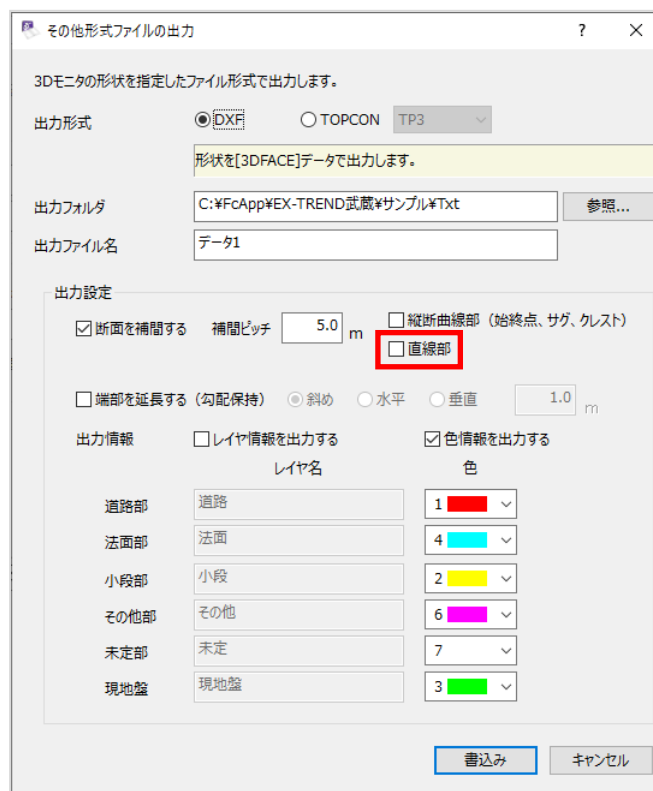 その他形式ファイルの出力 ?
3Dモニタの形状を指定したファイル形式で出力します。
出力形式 DXF TOPCON TP3
形状を[3DFACE]データで出力します。
出力フォルダ C:¥FcApp¥EX-TREND武蔵¥サンプル¥Txt 参照...
出力ファイル名 データ1
出力設定
断面を補間する 補間ピッチ 5.0 m 縦断曲線部（始終点、サグ、クレスト）
直線部
端部を延長する（勾配保持） 斜め 水平 垂直 1.0 m
出力情報 レイヤ情報を出力する 色情報を出力する
レイヤ名 色
道路部 道路 1
法面部 法面 4
小段部 小段 2
その他部 その他 6
未定部 未定 7
現地盤 現地盤 3
書込み キャンセル